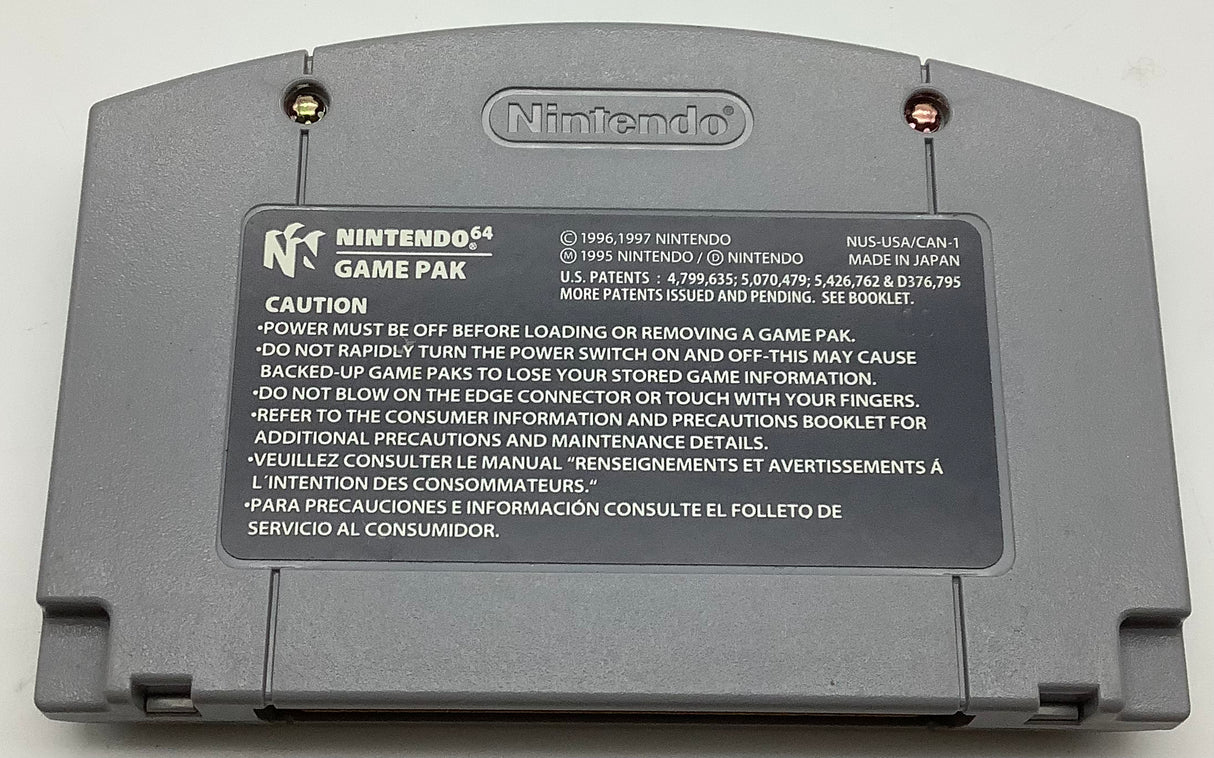 Nintendo®
NINTENDO⁶⁴®
GAME PAK
© 1996,1997 NINTENDO
Ⓜ 1995 NINTENDO / Ⓓ NINTENDO
NUS-USA/CAN-1
MADE IN JAPAN
U.S. PATENTS : 4,799,635; 5,070,479; 5,426,762 & D376,795
MORE PATENTS ISSUED AND PENDING. SEE BOOKLET.
CAUTION
•POWER MUST BE OFF BEFORE LOADING OR REMOVING A GAME PAK.
•DO NOT RAPIDLY TURN THE POWER SWITCH ON AND OFF-THIS MAY CAUSE
BACKED-UP GAME PAKS TO LOSE YOUR STORED GAME INFORMATION.
•DO NOT BLOW ON THE EDGE CONNECTOR OR TOUCH WITH YOUR FINGERS.
•REFER TO THE CONSUMER INFORMATION AND PRECAUTIONS BOOKLET FOR
ADDITIONAL PRECAUTIONS AND MAINTENANCE DETAILS.
•VEUILLEZ CONSULTER LE MANUAL “RENSEIGNEMENTS ET AVERTISSEMENTS Á
L´INTENTION DES CONSOMMATEURS.“
•PARA PRECAUCIONES E INFORMACIÓN CONSULTE EL FOLLETO DE
SERVICIO AL CONSUMIDOR.